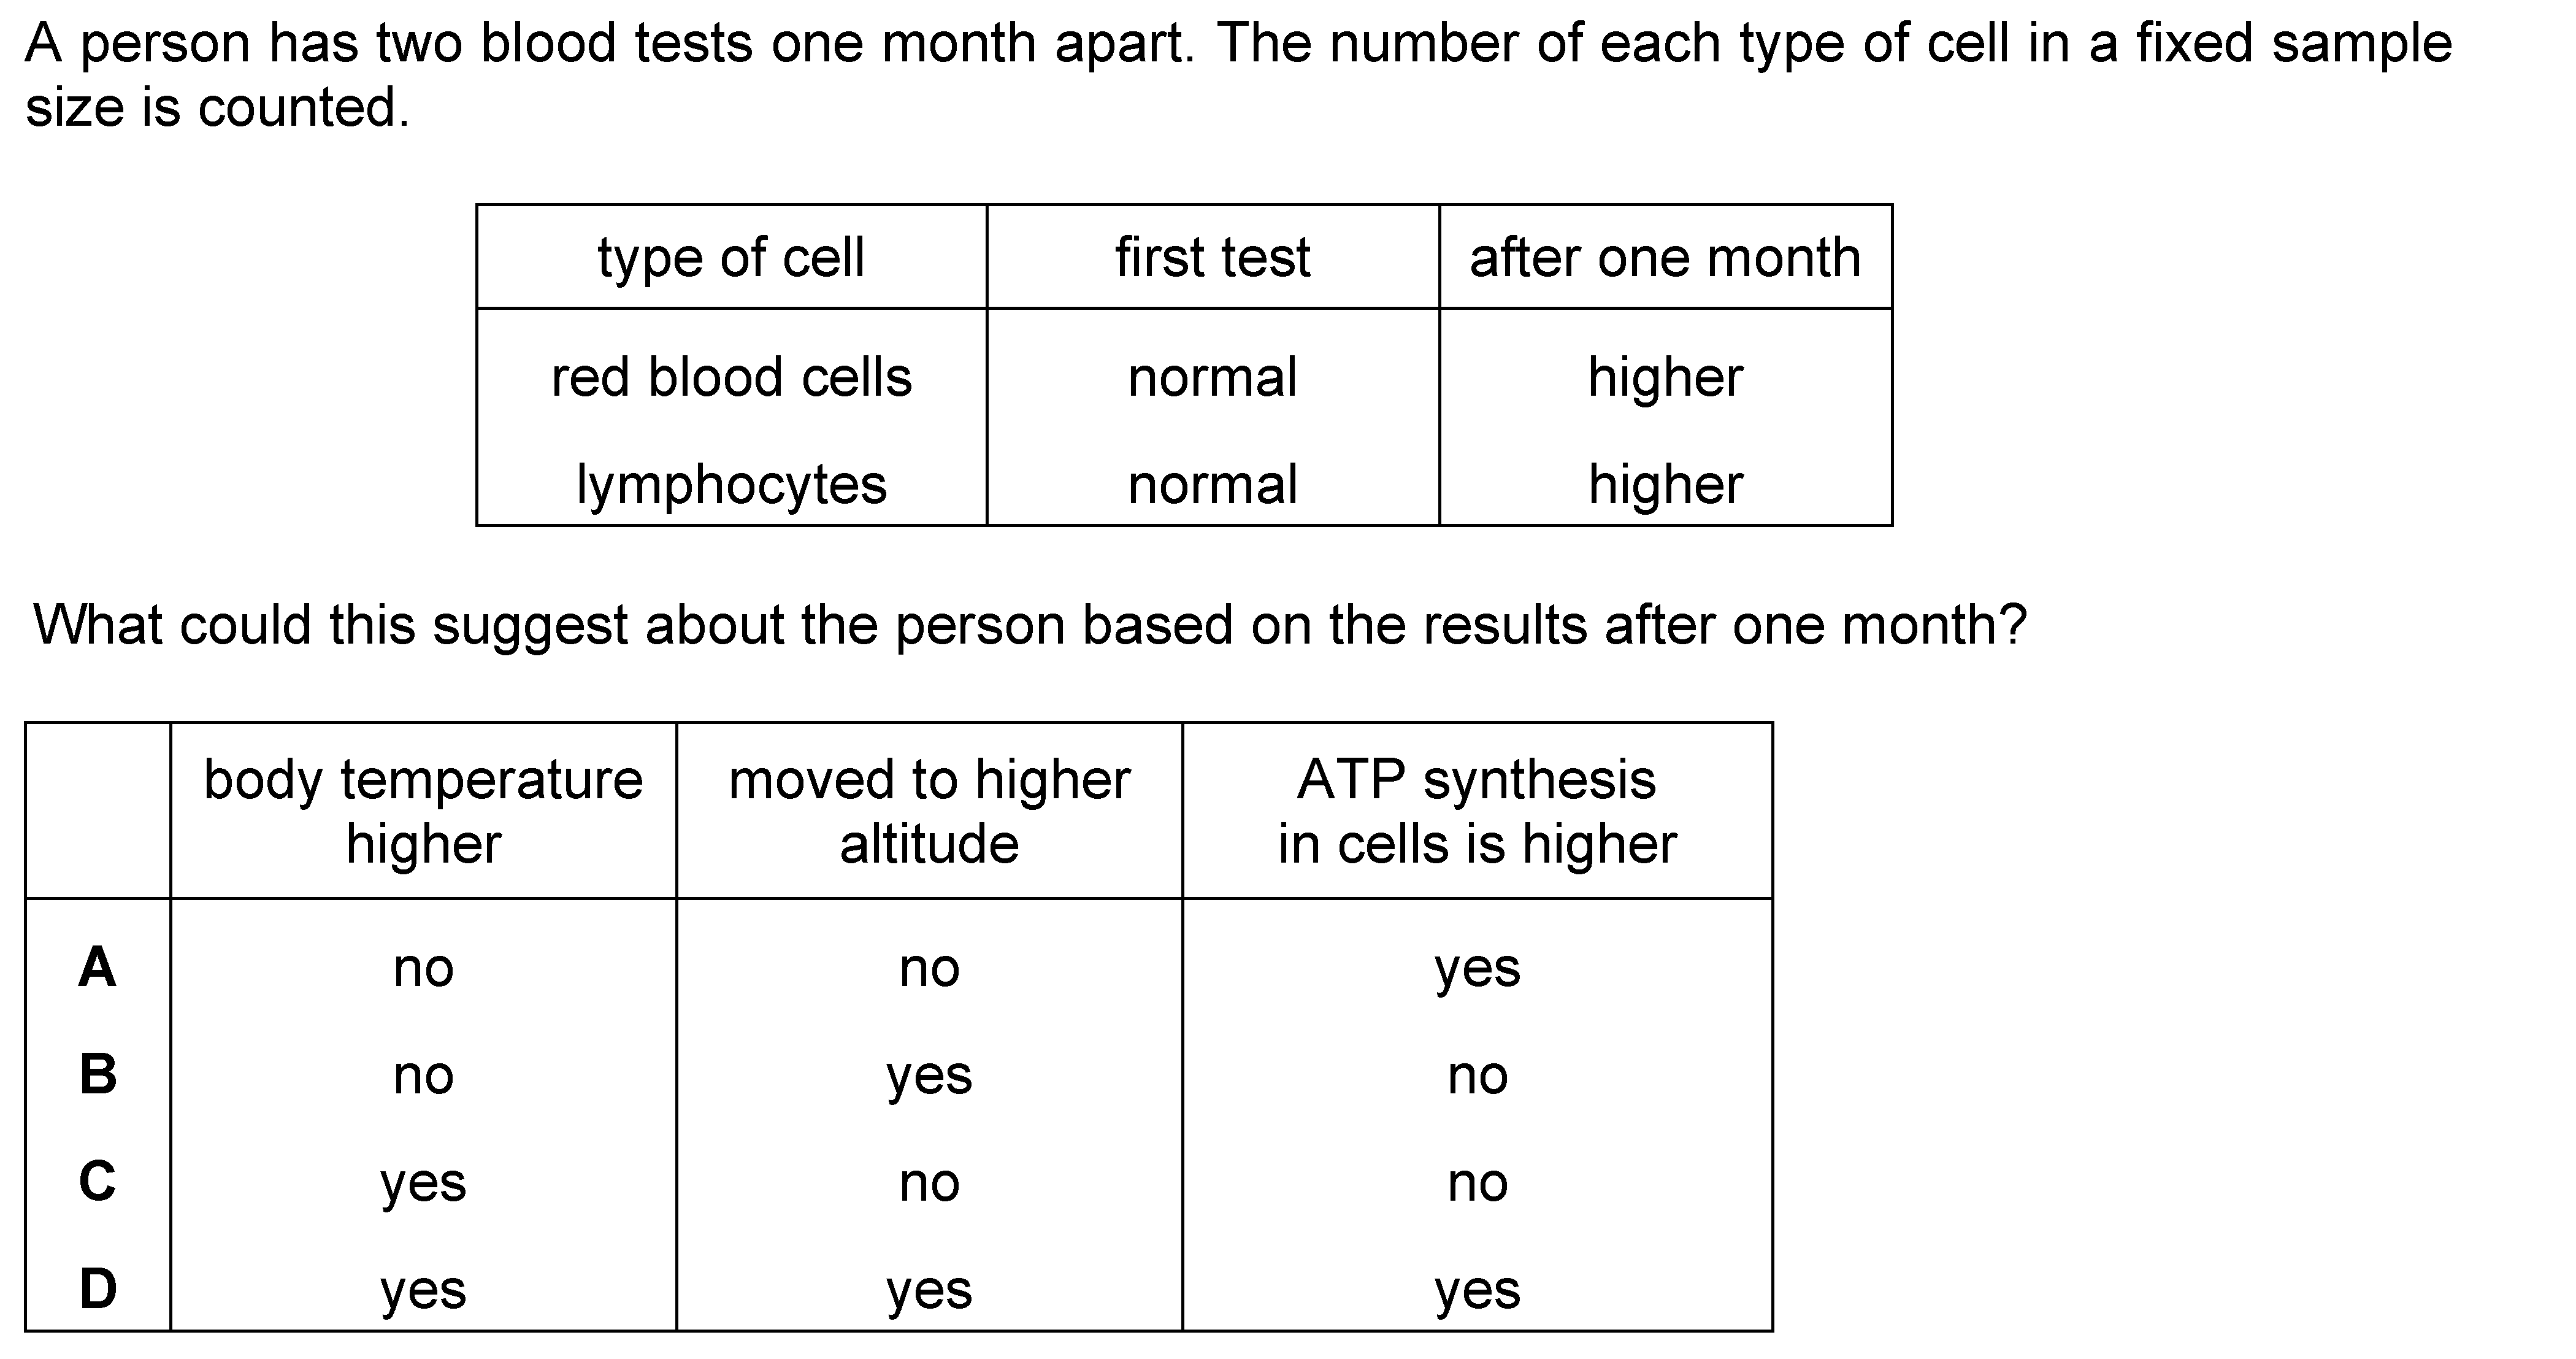 A person has two blood tests one month apart. The number of each type of cell in a fixed sample
size is counted.
type of cell first test after one month
red blood cells normal higher
lymphocytes normal higher
What could this suggest about the person based on the results after one month?
body temperature moved to higher ATP synthesis
higher altitude in cells is higher
A no no yes
B no yes no
C yes no no
D yes yes yes